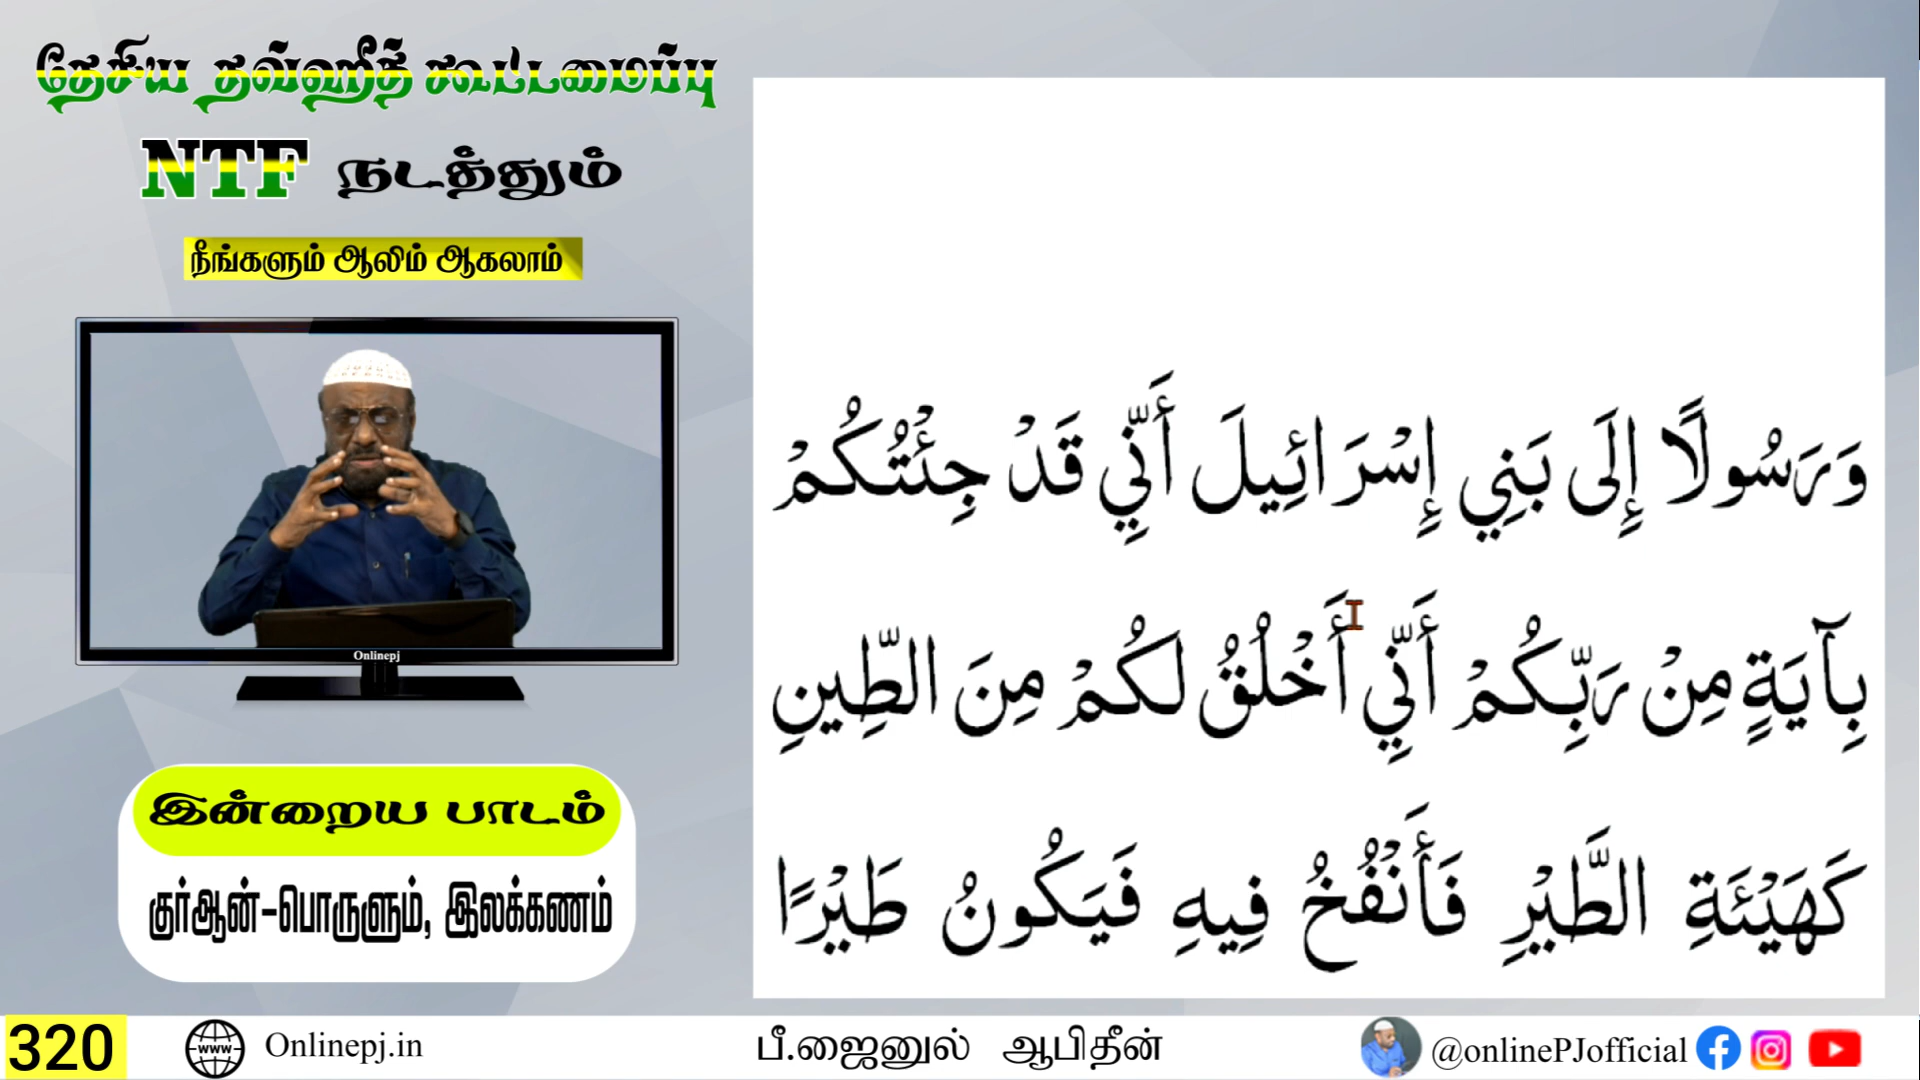 தேசிய தவ்ஹீத் கூட்டமைப்பு
NTF நடத்தும்
நீங்களும் ஆலிம் ஆகலாம்
Onlinepj
இன்றைய பாடம்
குர்ஆன்-பொருளும், இலக்கணம்
وَرَسُولًا إِلَى بَنِي إِسْرَائِيلَ أَنِّي قَدْ جِئْتُكُمْ
بِآيَةٍ مِنْ رَبِّكُمْ أَنِّي أَخْلُقُ لَكُمْ مِنَ الطِّينِ
كَهَيْئَةِ الطَّيْرِ فَأَنْفُخُ فِيهِ فَيَكُونُ طَيْرًا
320
www
Onlinepj.in
பீ.ஜைனுல் ஆபிதீன்
@onlinePJofficial